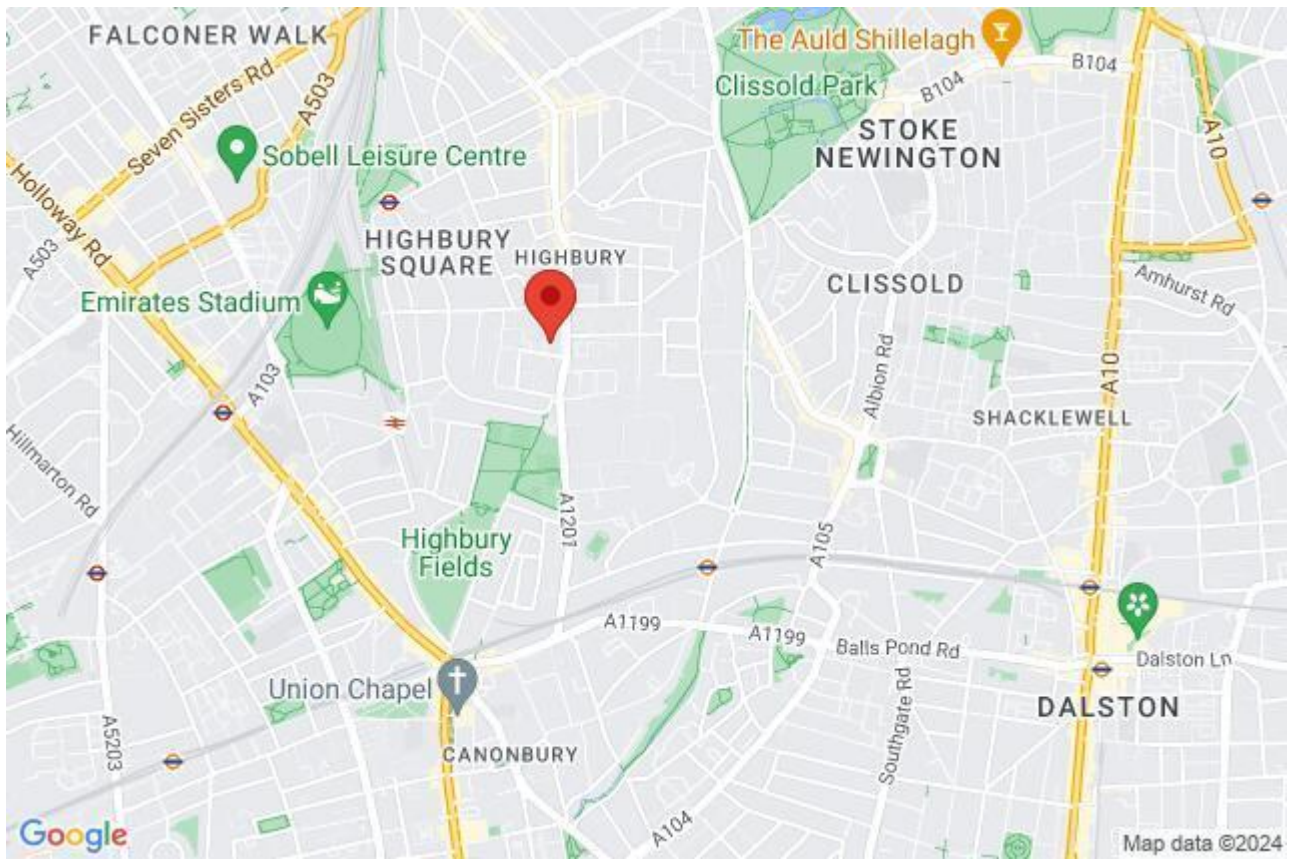 FALCONER WALK
The Auld Shillelagh
B104
B104
Clissold Park
Seven Sisters Rd
A503
STOKE
NEWINGTON
A10
Sobell Leisure Centre
Holloway Rd
A503
HIGHBURY
SQUARE
HIGHBURY
CLISSOLD
Amhurst Rd
Emirates Stadium
A103
Albion Rd
A10
SHACKLEWELL
Hillmarton Rd
A1201
A105
Highbury
Fields
A1199
A1199
Balls Pond Rd
Dalston Ln
Union Chapel
Southgate Rd
DALSTON
A5203
CANONBURY
A104
Google
Map data ©2024